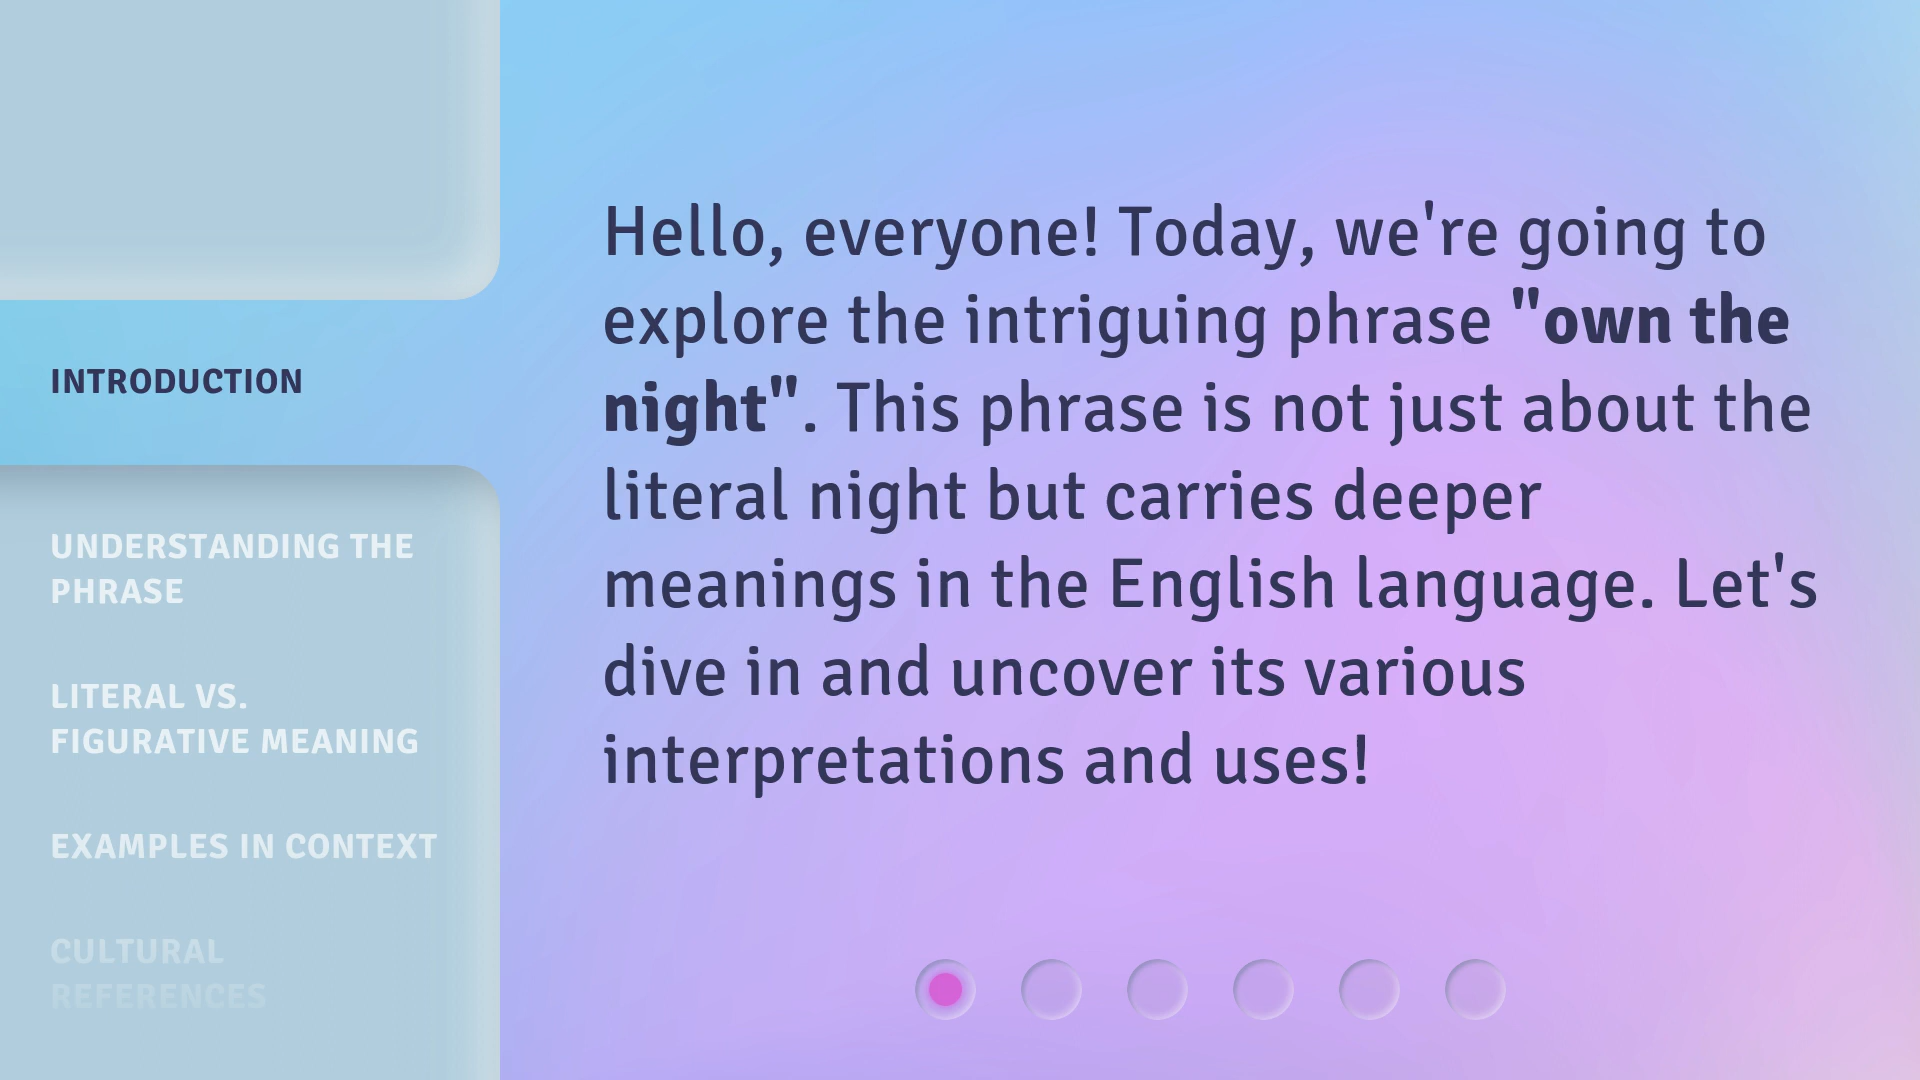 INTRODUCTION
UNDERSTANDING THE
PHRASE
LITERAL VS.
FIGURATIVE MEANING
EXAMPLES IN CONTEXT
CULTURAL
REFERENCES
Hello, everyone! Today, we're going to
explore the intriguing phrase "own the
night". This phrase is not just about the
literal night but carries deeper
meanings in the English language. Let's
dive in and uncover its various
interpretations and uses!